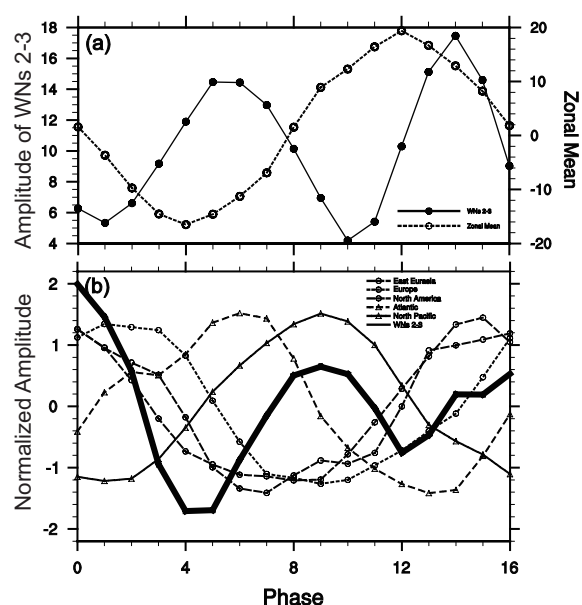 (a)
Amplitude of WNs 2-3
18
16
14
12
10
8
6
4
20
10
0
-10
-20
Zonal Mean
WNs 2-3
Zonal Mean
(b)
Normalized Amplitude
2
1
0
-1
-2
East Eurasia
Europe
North America
Atlantic
North Pacific
WNs 2-3
0
4
8
12
16
Phase